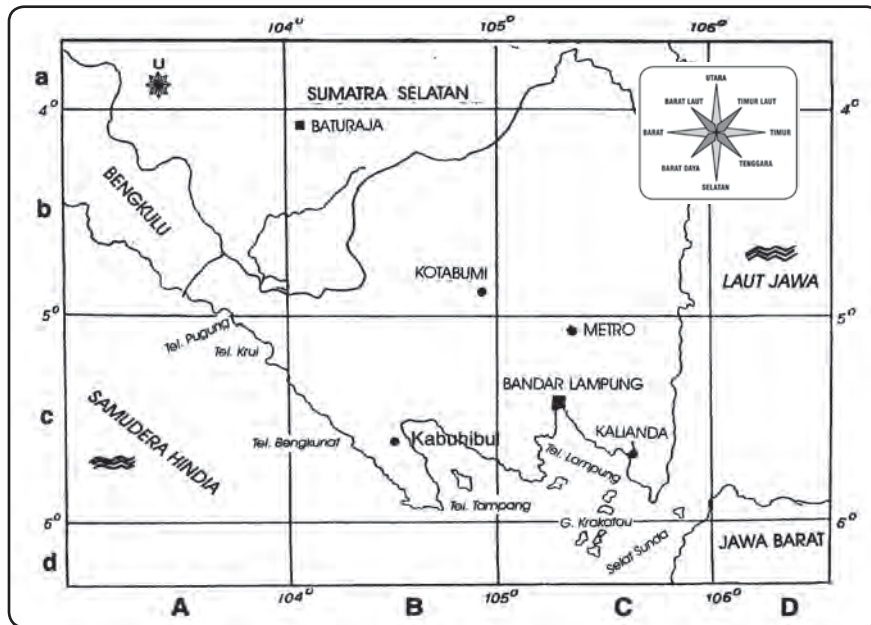 104°
105°
106°
U
a
SUMATRA SELATAN
UTARA
BARAT LAUT
TIMUR LAUT
BARAT
TIMUR
BARAT DAYA
TENGGARA
SELATAN
4°
4°
BATURAJA
BENGKULU
b
KOTABUMI
LAUT JAWA
5°
5°
Tel. Pugung
Tel. Krui
METRO
BANDAR LAMPUNG
SAMUDERA HINDIA
c
Tel. Bengkunat
Kabuhibul
KALIANDA
Tel. Lampung
Tel. Tampang
6°
6°
G. Krakatau
Selat Sunda
JAWA BARAT
d
A
104°
B
105°
C
106°
D